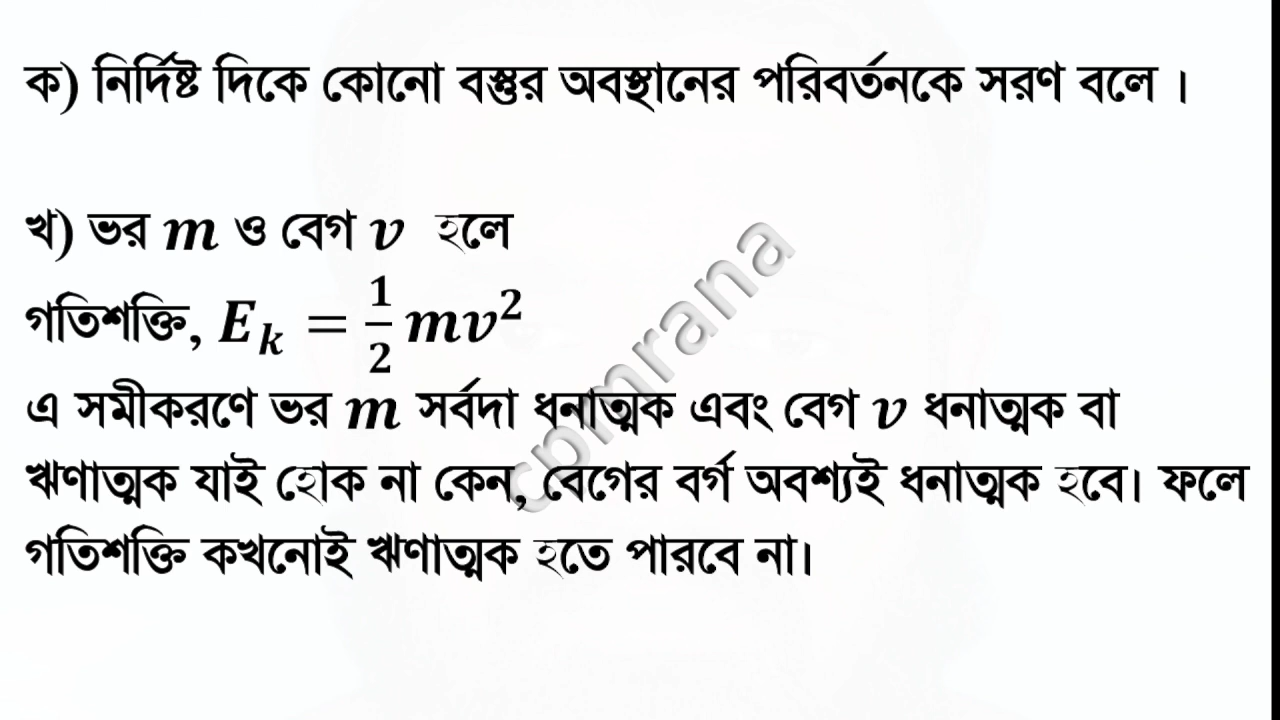 ক) নির্দিষ্ট দিকে কোনো বস্তুর অবস্থানের পরিবর্তনকে সরণ বলে ।
খ) ভর m ও বেগ v হলে
গতিশক্তি, E_k = 1/2 mv²
এ সমীকরণে ভর m সর্বদা ধনাত্মক এবং বেগ v ধনাত্মক বা
ঋণাত্মক যাই হোক না কেন, বেগের বর্গ অবশ্যই ধনাত্মক হবে। ফলে
গতিশক্তি কখনোই ঋণাত্মক হতে পারবে না।
cpmrana